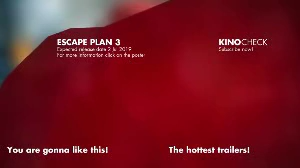 ESCAPE PLAN 3
Expected release date 2 Jul 2019
For more information click on the poster
KINOCHECK
Subscribe now!
You are gonna like this!
The hottest trailers!